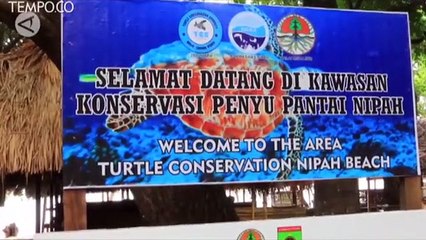 TEMPO.CO
SELAMAT DATANG DI KAWASAN
KONSERVASI PENYU PANTAI NIPAH
WELCOME TO THE AREA
TURTLE CONSERVATION NIPAH BEACH